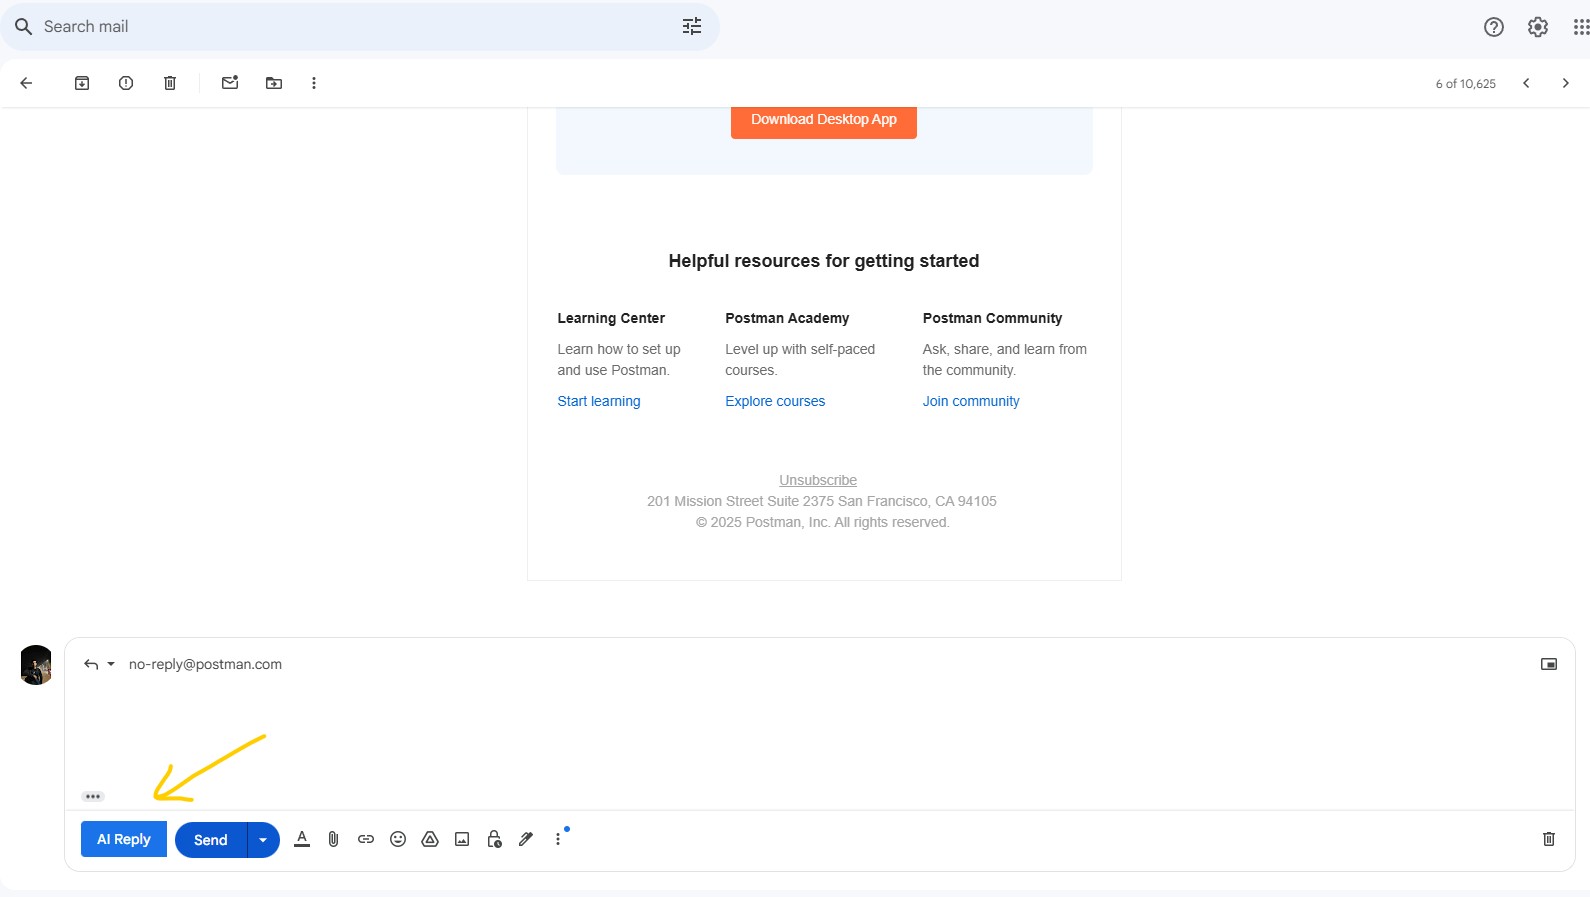 Search mail
6 of 10,625
Download Desktop App
Helpful resources for getting started
Learning Center
Learn how to set up
and use Postman.
Start learning
Postman Academy
Level up with self-paced
courses.
Explore courses
Postman Community
Ask, share, and learn from
the community.
Join community
Unsubscribe
201 Mission Street Suite 2375 San Francisco, CA 94105
© 2025 Postman, Inc. All rights reserved.
no-reply@postman.com
AI Reply
Send